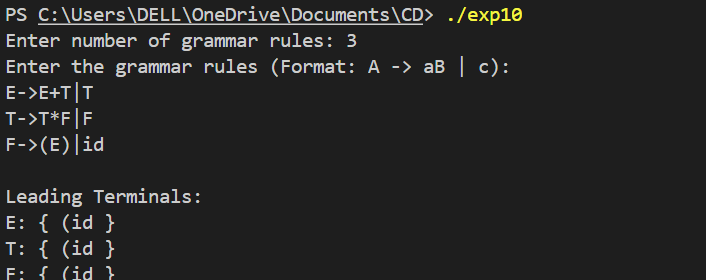 PS C:\Users\DELL\OneDrive\Documents\CD> ./exp10
Enter number of grammar rules: 3
Enter the grammar rules (Format: A -> aB | c):
E->E+T|T
T->T*F|F
F->(E)|id
Leading Terminals:
E: { (id }
T: { (id }
F: { (id }